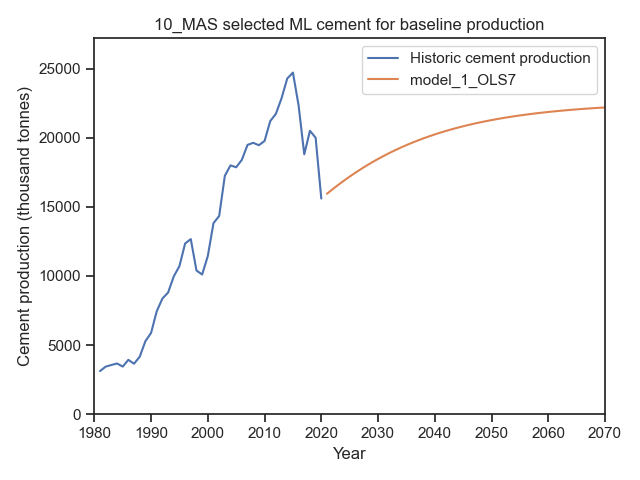 10_MAS selected ML cement for baseline production
Historic cement production
model_1_OLS7
Cement production (thousand tonnes)
25000
20000
15000
10000
5000
0
1980 1990 2000 2010 2020 2030 2040 2050 2060 2070
Year